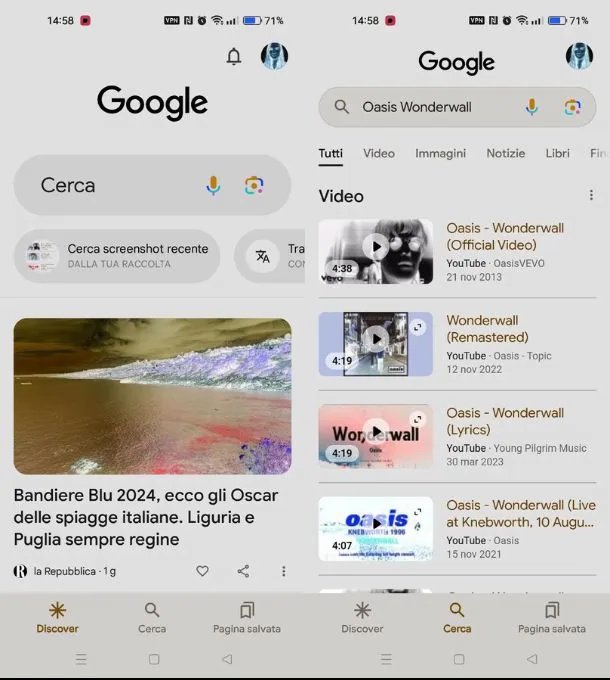 14:58
VPN
71%
Google
Cerca
Cerca screenshot recente
DALLA TUA RACCOLTA
Tra
Bandiere Blu 2024, ecco gli Oscar
delle spiagge italiane. Liguria e
Puglia sempre regine
la Repubblica · 1 g
Discover
Cerca
Pagina salvata
14:58
VPN
71%
Google
Oasis Wonderwall
Tutti
Video
Immagini
Notizie
Libri
Fin
Video
vevo
4:38
Oasis - Wonderwall
(Official Video)
YouTube · OasisVEVO
21 nov 2013
4:19
Wonderwall
(Remastered)
YouTube · Oasis - Topic
12 nov 2022
Wonderwall
Oasis
4:19
Oasis - Wonderwall
(Lyrics)
YouTube · Young Pilgrim Music
30 mar 2023
oasis
KNEBWORTH 1996
WONDERWALL
4:07
Oasis - Wonderwall (Live
at Knebworth, 10 Augu...
YouTube · Oasis
15 nov 2021
Discover
Cerca
Pagina salvata